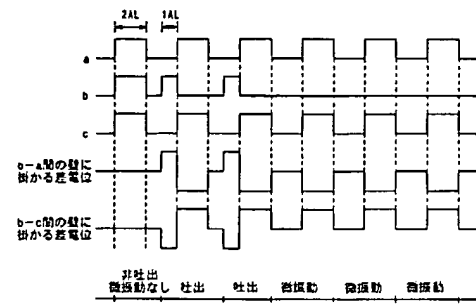 2AL
1AL
a
b
c
b-a間の壁に
掛かる差電位
b-c間の壁に
掛かる差電位
非吐出
微振動なし
吐出
吐出
微振動
微振動
微振動